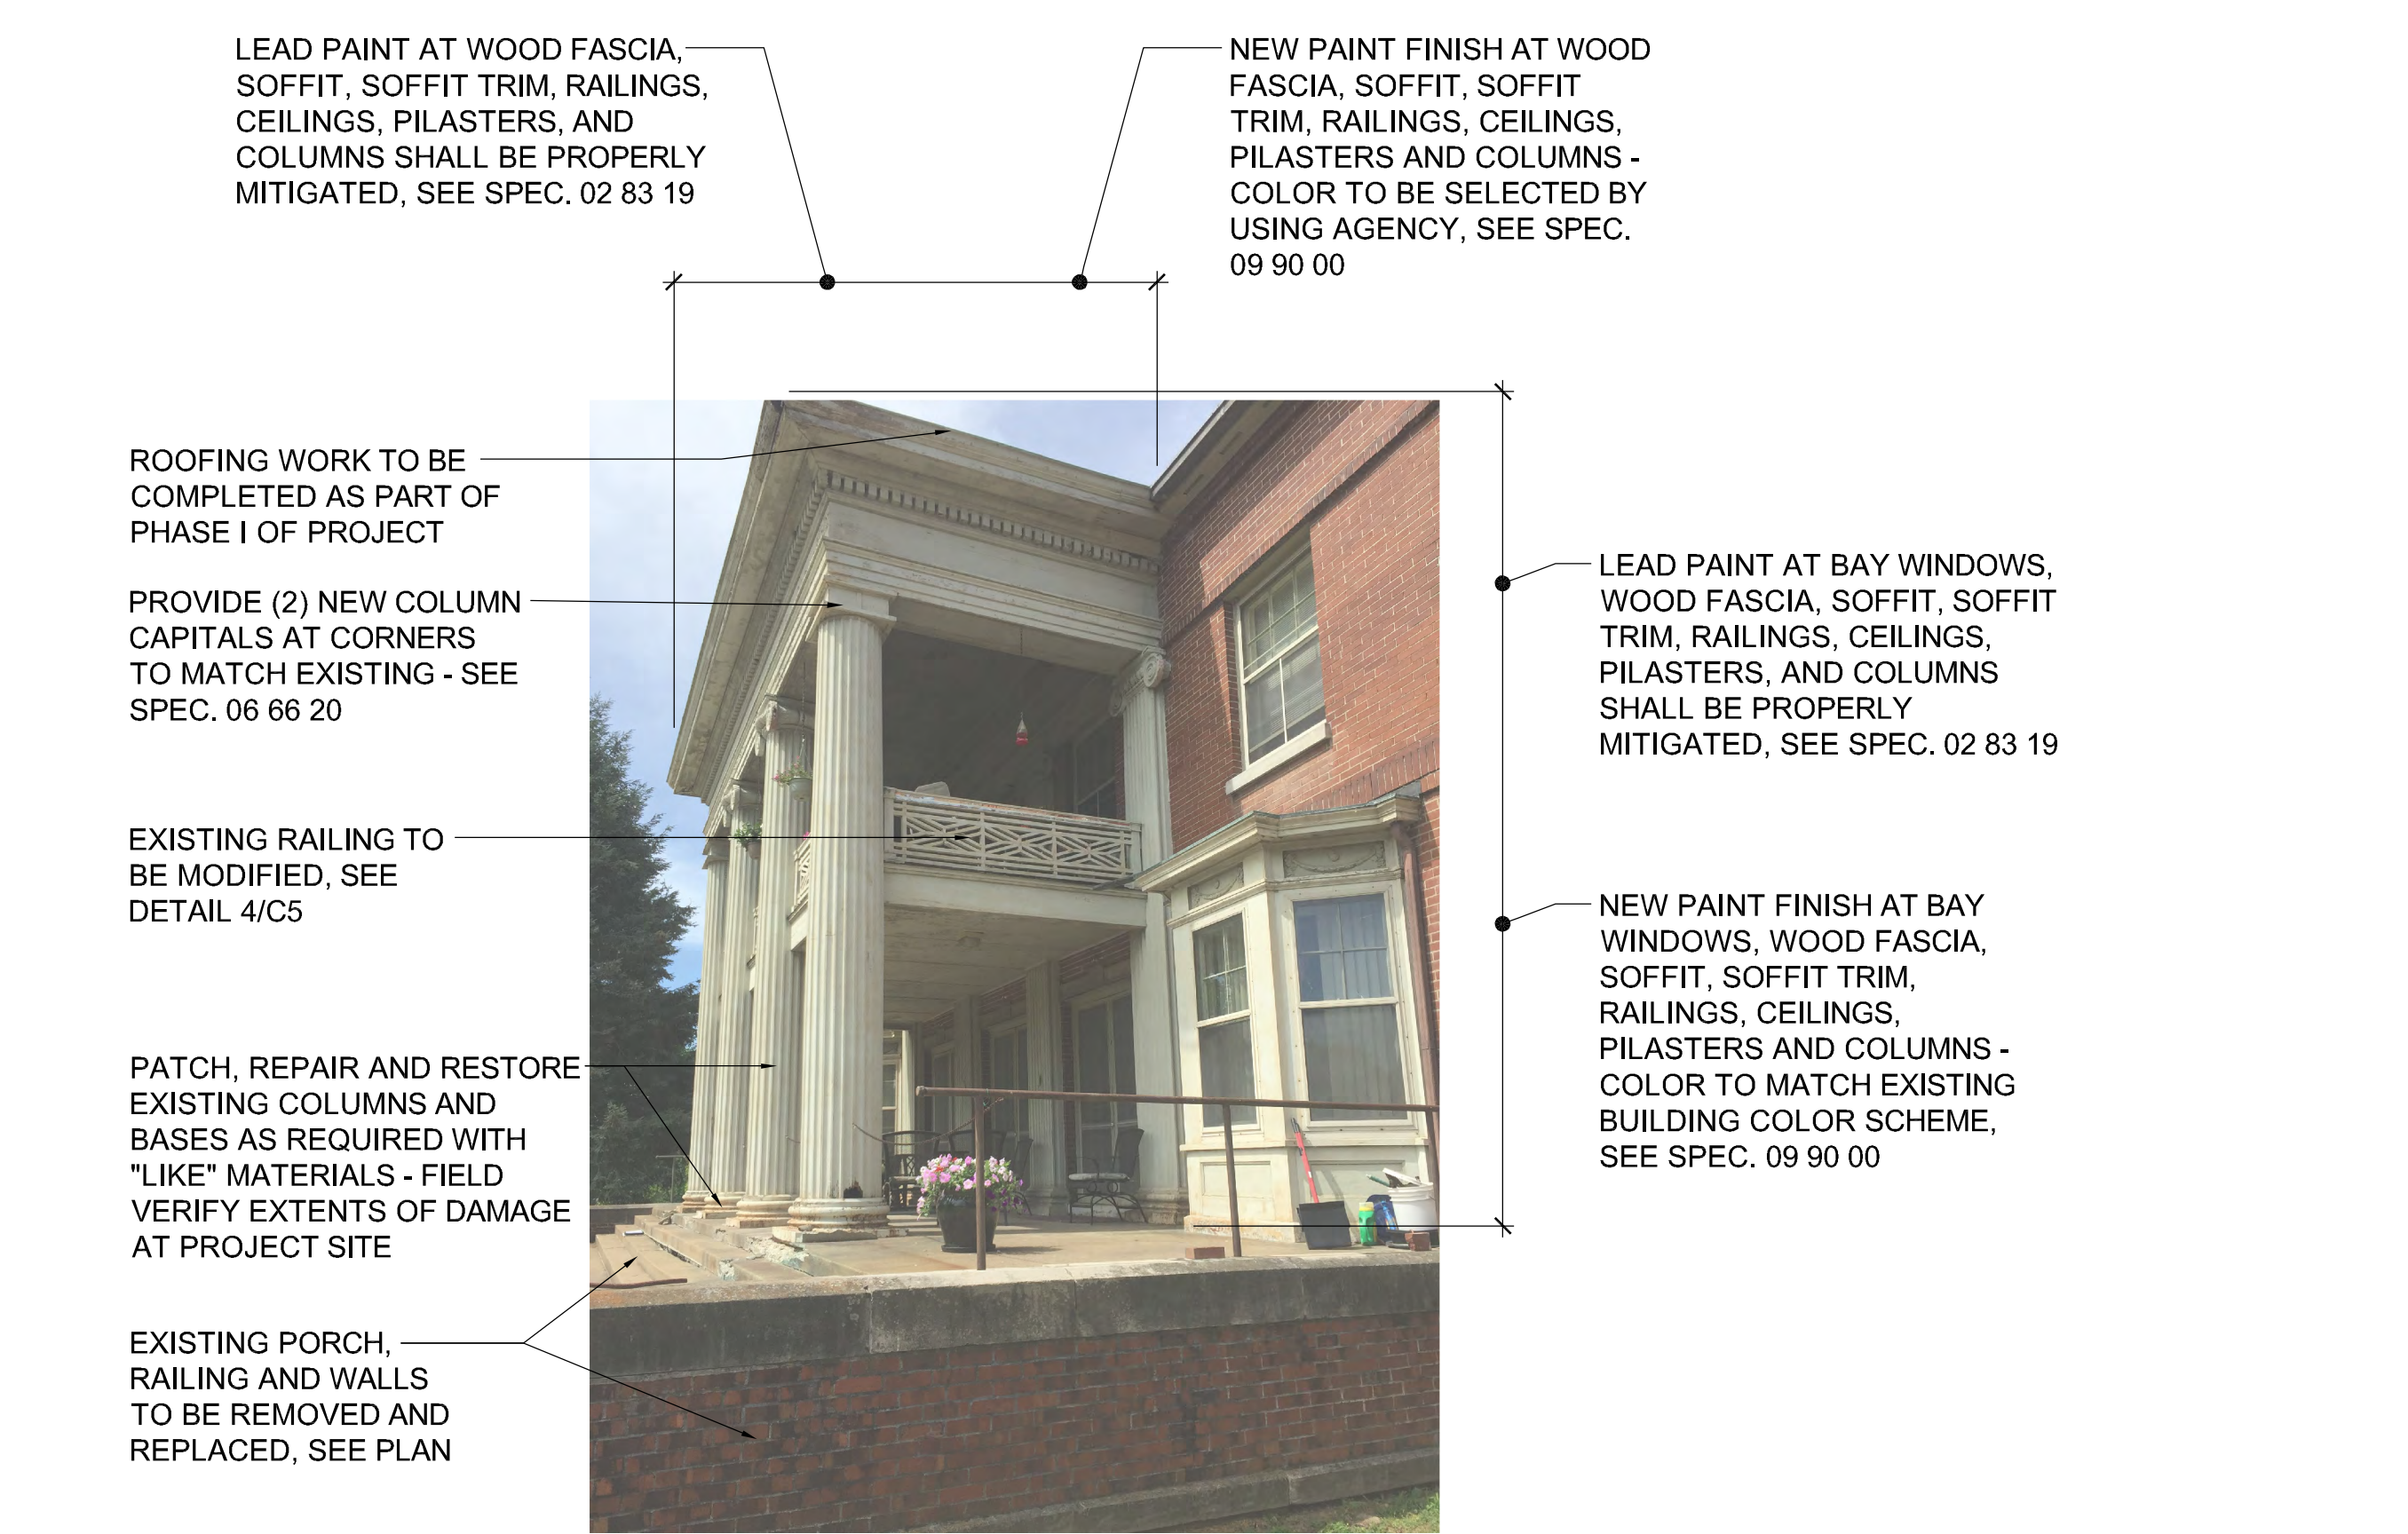 LEAD PAINT AT WOOD FASCIA,
SOFFIT, SOFFIT TRIM, RAILINGS,
CEILINGS, PILASTERS, AND
COLUMNS SHALL BE PROPERLY
MITIGATED, SEE SPEC. 02 83 19
NEW PAINT FINISH AT WOOD
FASCIA, SOFFIT, SOFFIT
TRIM, RAILINGS, CEILINGS,
PILASTERS AND COLUMNS -
COLOR TO BE SELECTED BY
USING AGENCY, SEE SPEC.
09 90 00
ROOFING WORK TO BE
COMPLETED AS PART OF
PHASE I OF PROJECT
PROVIDE (2) NEW COLUMN
CAPITALS AT CORNERS
TO MATCH EXISTING - SEE
SPEC. 06 66 20
EXISTING RAILING TO
BE MODIFIED, SEE
DETAIL 4/C5
PATCH, REPAIR AND RESTORE
EXISTING COLUMNS AND
BASES AS REQUIRED WITH
"LIKE" MATERIALS - FIELD
VERIFY EXTENTS OF DAMAGE
AT PROJECT SITE
EXISTING PORCH,
RAILING AND WALLS
TO BE REMOVED AND
REPLACED, SEE PLAN
LEAD PAINT AT BAY WINDOWS,
WOOD FASCIA, SOFFIT, SOFFIT
TRIM, RAILINGS, CEILINGS,
PILASTERS, AND COLUMNS
SHALL BE PROPERLY
MITIGATED, SEE SPEC. 02 83 19
NEW PAINT FINISH AT BAY
WINDOWS, WOOD FASCIA,
SOFFIT, SOFFIT TRIM,
RAILINGS, CEILINGS,
PILASTERS AND COLUMNS -
COLOR TO MATCH EXISTING
BUILDING COLOR SCHEME,
SEE SPEC. 09 90 00